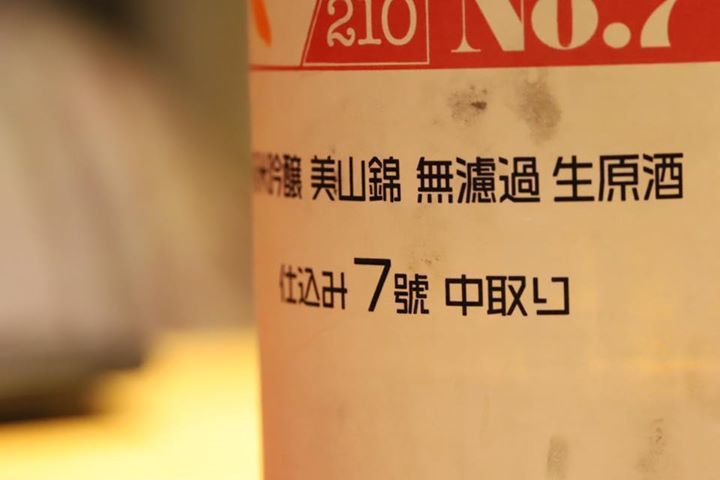 210 No.7
吟醸 美山錦 無濾過 生原酒
仕込み 7號 中取り